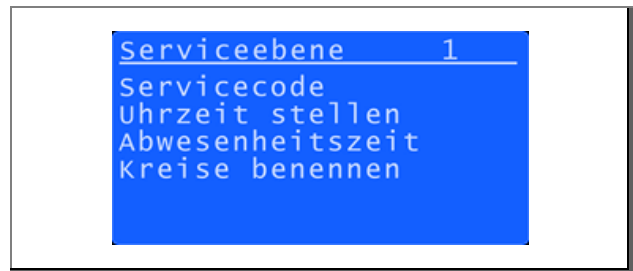 Serviceebene 1
Servicecode
Uhrzeit stellen
Abwesenheitszeit
Kreise benennen